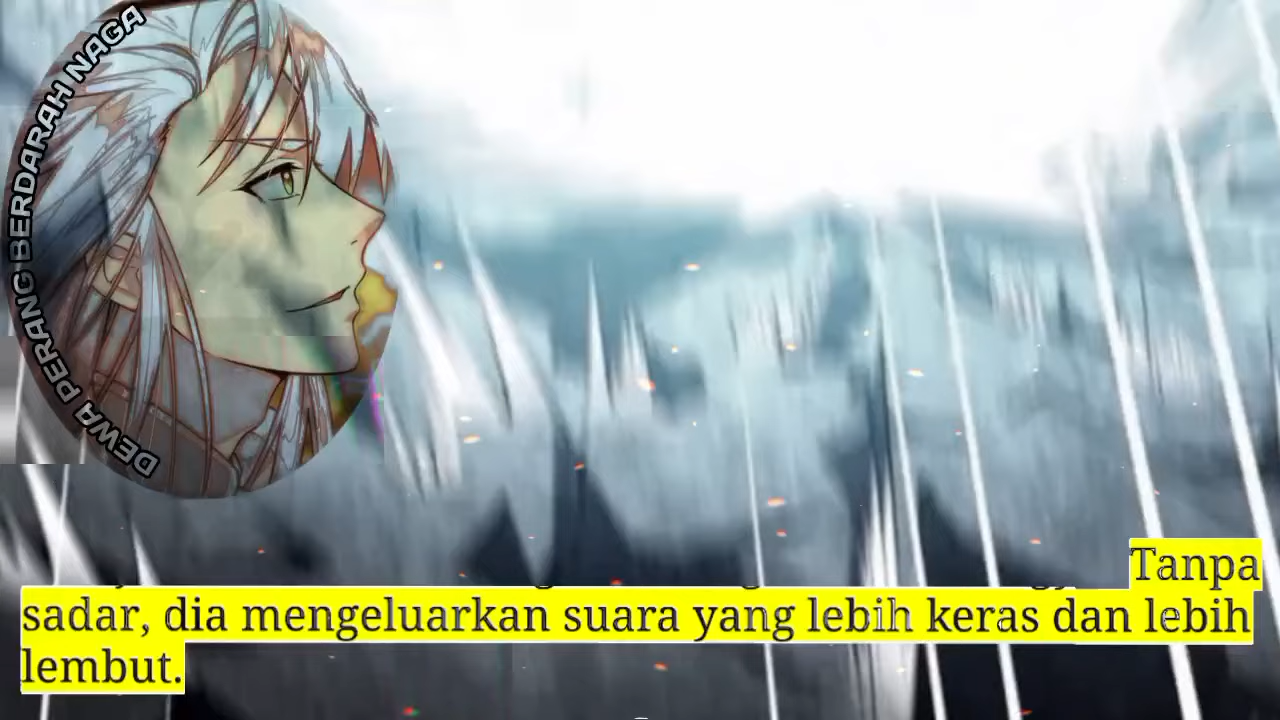 DEWA PERANG BERDARAH NAGA
Tanpa
sadar, dia mengeluarkan suara yang lebih keras dan lebih
lembut.